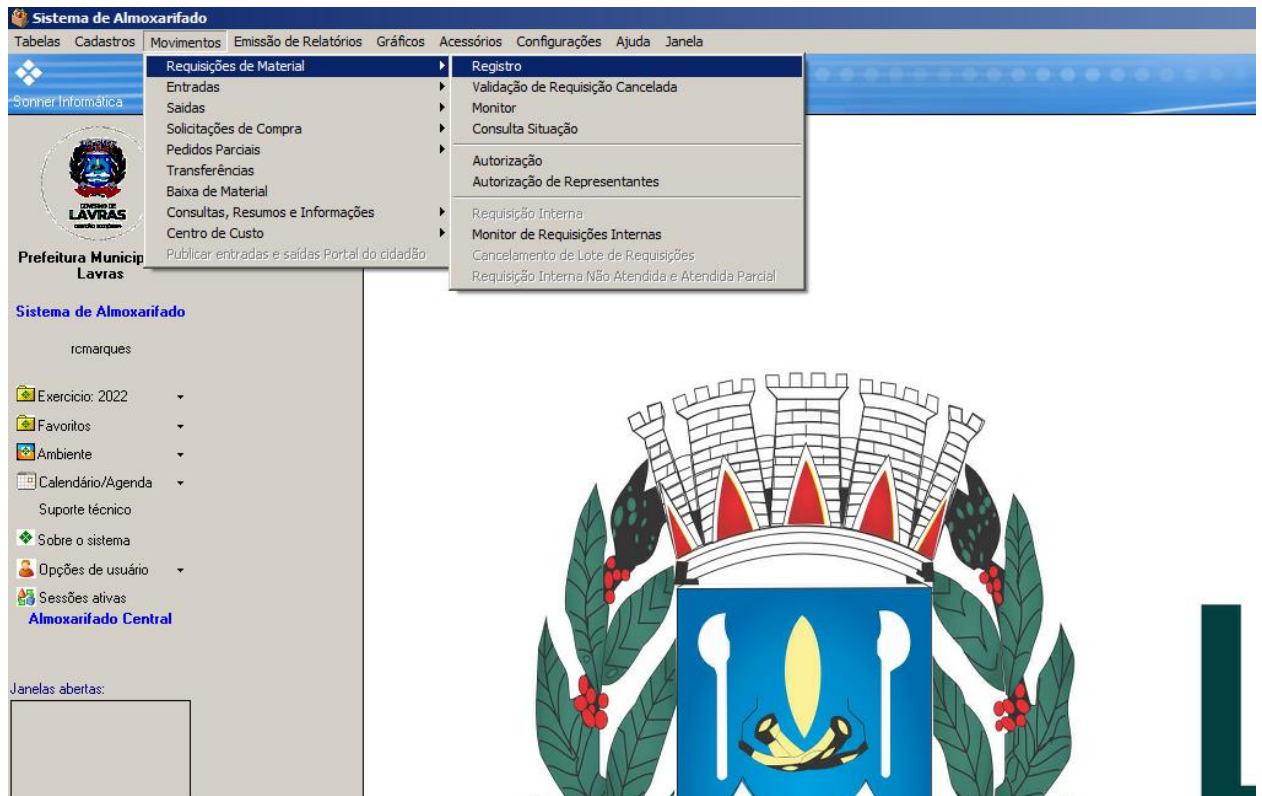 Sistema de Almoxarifado
Tabelas Cadastros Movimentos Emissão de Relatórios Gráficos Acessórios Configurações Ajuda Janela
Sonner Informática
Requisições de Material
Entradas
Saidas
Solicitações de Compra
Pedidos Parciais
Transferências
Baixa de Material
Consultas, Resumos e Informações
Centro de Custo
Publicar entradas e saídas Portal do cidadão
Registro
Validação de Requisição Cancelada
Monitor
Consulta Situação
Autorização
Autorização de Representantes
Requisição Interna
Monitor de Requisições Internas
Cancelamento de Lote de Requisições
Requisição Interna Não Atendida e Atendida Parcial
LAVRAS
Prefeitura Municip
Lavras
Sistema de Almoxarifado
rcmarques
Exercicio: 2022
Favoritos
Ambiente
Calendário/Agenda
Suporte técnico
Sobre o sistema
Opções de usuário
Sessões ativas
Almoxarifado Central
Janelas abertas:
L